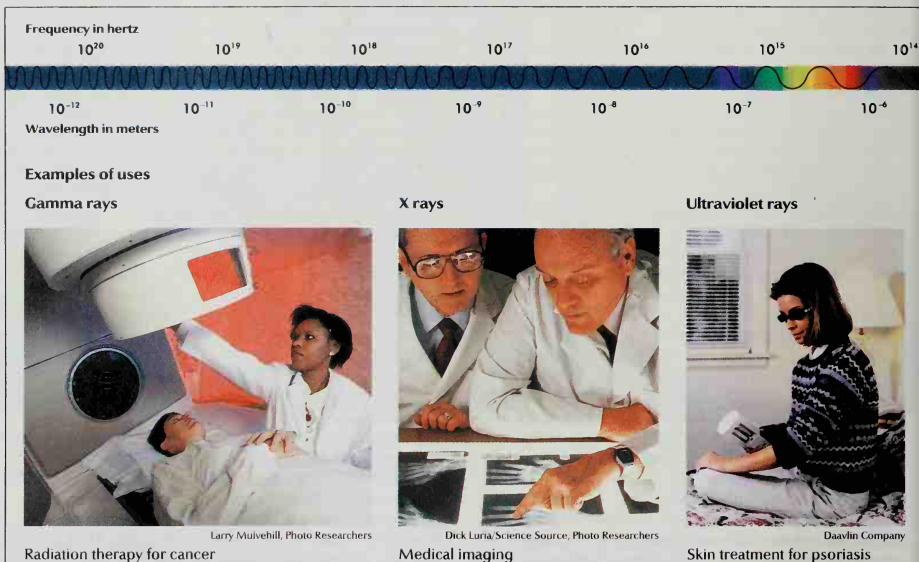 Frequency in hertz
10²⁰ 10¹⁹ 10¹⁸ 10¹⁷ 10¹⁶ 10¹⁵ 10¹⁴
10⁻¹² 10⁻¹¹ 10⁻¹⁰ 10⁻⁹ 10⁻⁸ 10⁻⁷ 10⁻⁶
Wavelength in meters
Examples of uses
Gamma rays
X rays
Ultraviolet rays
Larry Mulvehill, Photo Researchers
Dick Luria/Science Source, Photo Researchers
Daavlin Company
Radiation therapy for cancer
Medical imaging
Skin treatment for psoriasis